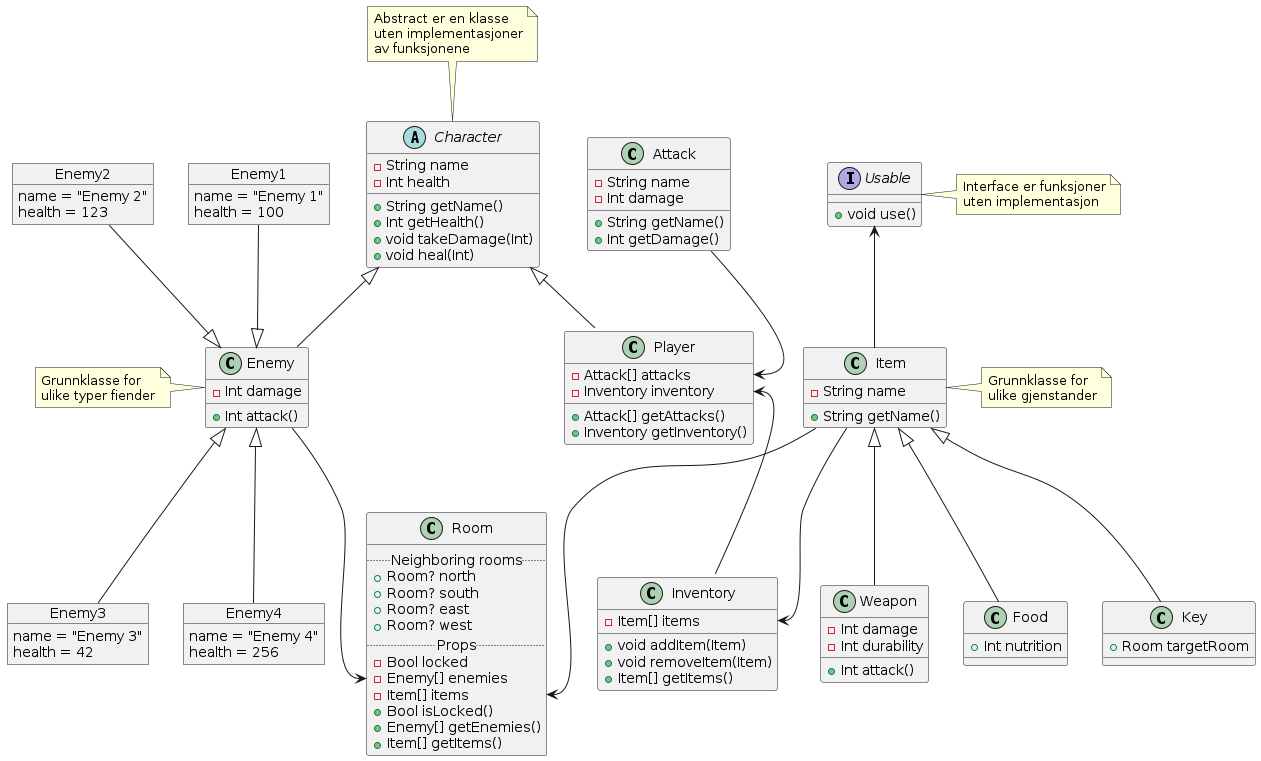 Abstract er en klasse
uten implementasjoner
av funksjonene
A Character
String name
Int health
String getName()
Int getHealth()
void takeDamage(Int)
void heal(Int)
C Attack
String name
Int damage
String getName()
Int getDamage()
I Usable
void use()
Interface er funksjoner
uten implementasjon
Enemy2
name = "Enemy 2"
health = 123
Enemy1
name = "Enemy 1"
health = 100
Grunnklasse for
ulike typer fiender
C Enemy
Int damage
Int attack()
C Player
Attack[] attacks
Inventory inventory
Attack[] getAttacks()
Inventory getInventory()
C Item
String name
String getName()
Grunnklasse for
ulike gjenstander
Enemy3
name = "Enemy 3"
health = 42
Enemy4
name = "Enemy 4"
health = 256
C Room
Neighboring rooms
Room? north
Room? south
Room? east
Room? west
Props
Bool locked
Enemy[] enemies
Item[] items
Bool isLocked()
Enemy[] getEnemies()
Item[] getItems()
C Inventory
Item[] items
void addItem(Item)
void removeItem(Item)
Item[] getItems()
C Weapon
Int damage
Int durability
Int attack()
C Food
Int nutrition
C Key
Room targetRoom